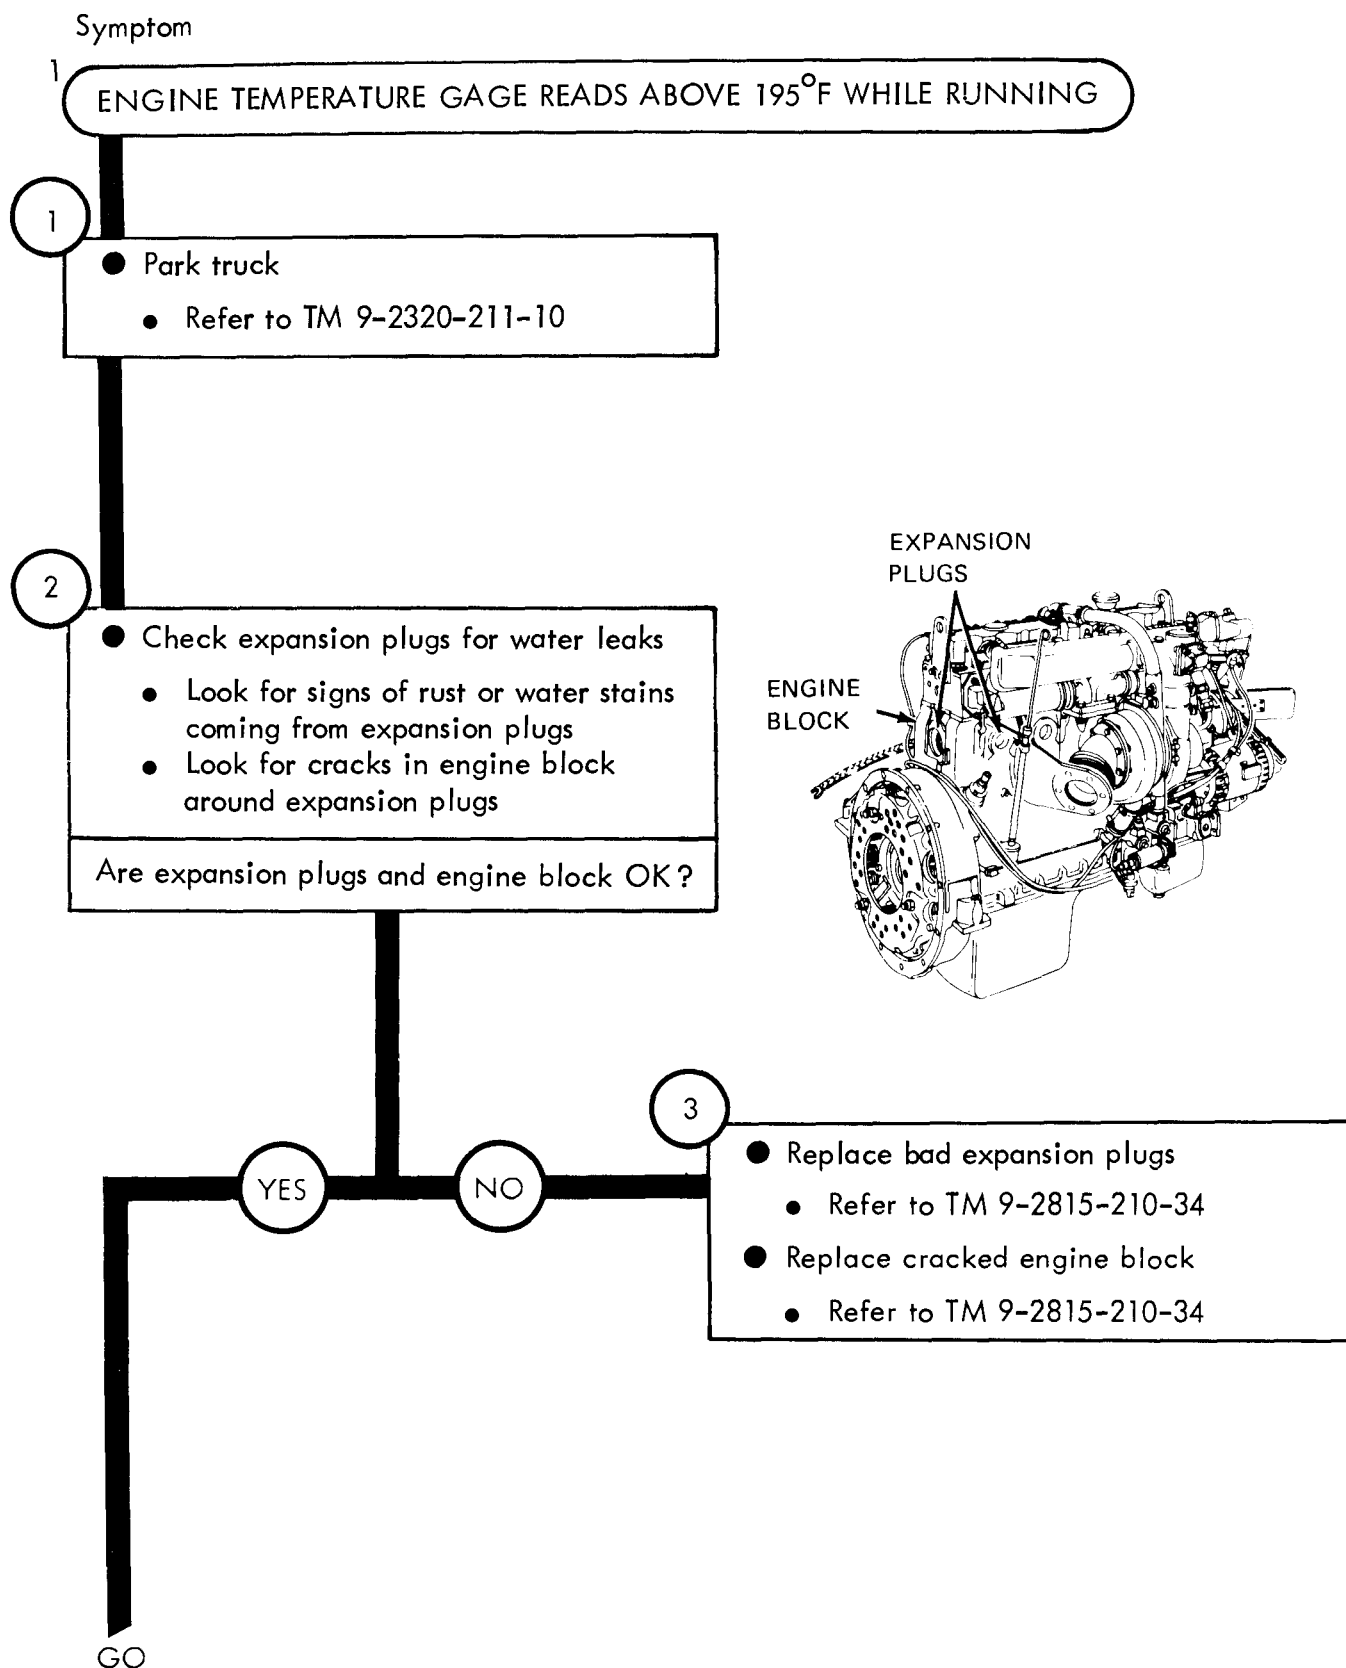 Symptom
1
ENGINE TEMPERATURE GAGE READS ABOVE 195°F WHILE RUNNING
1
● Park truck
● Refer to TM 9-2320-211-10
2
● Check expansion plugs for water leaks
● Look for signs of rust or water stains
coming from expansion plugs
● Look for cracks in engine block
around expansion plugs
Are expansion plugs and engine block OK?
EXPANSION
PLUGS
ENGINE
BLOCK
YES
NO
3
● Replace bad expansion plugs
● Refer to TM 9-2815-210-34
● Replace cracked engine block
● Refer to TM 9-2815-210-34
GO